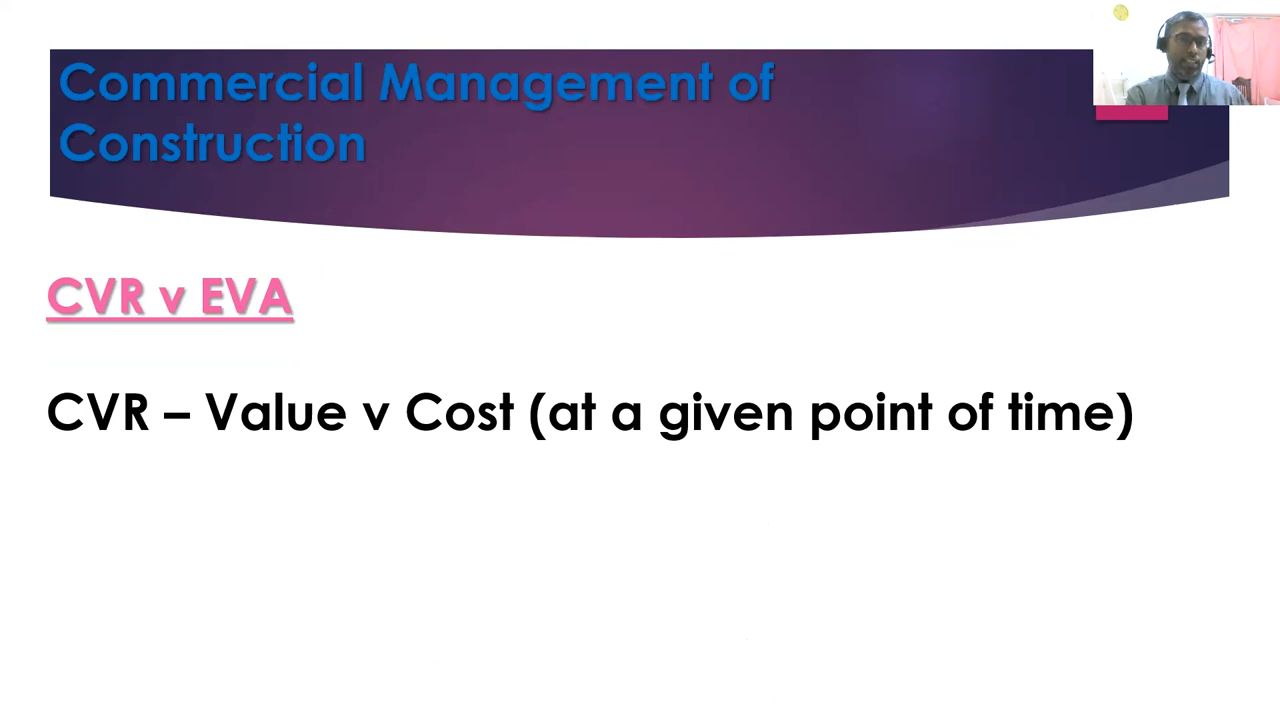 Commercial Management of
Construction
CVR v EVA
CVR – Value v Cost (at a given point of time)